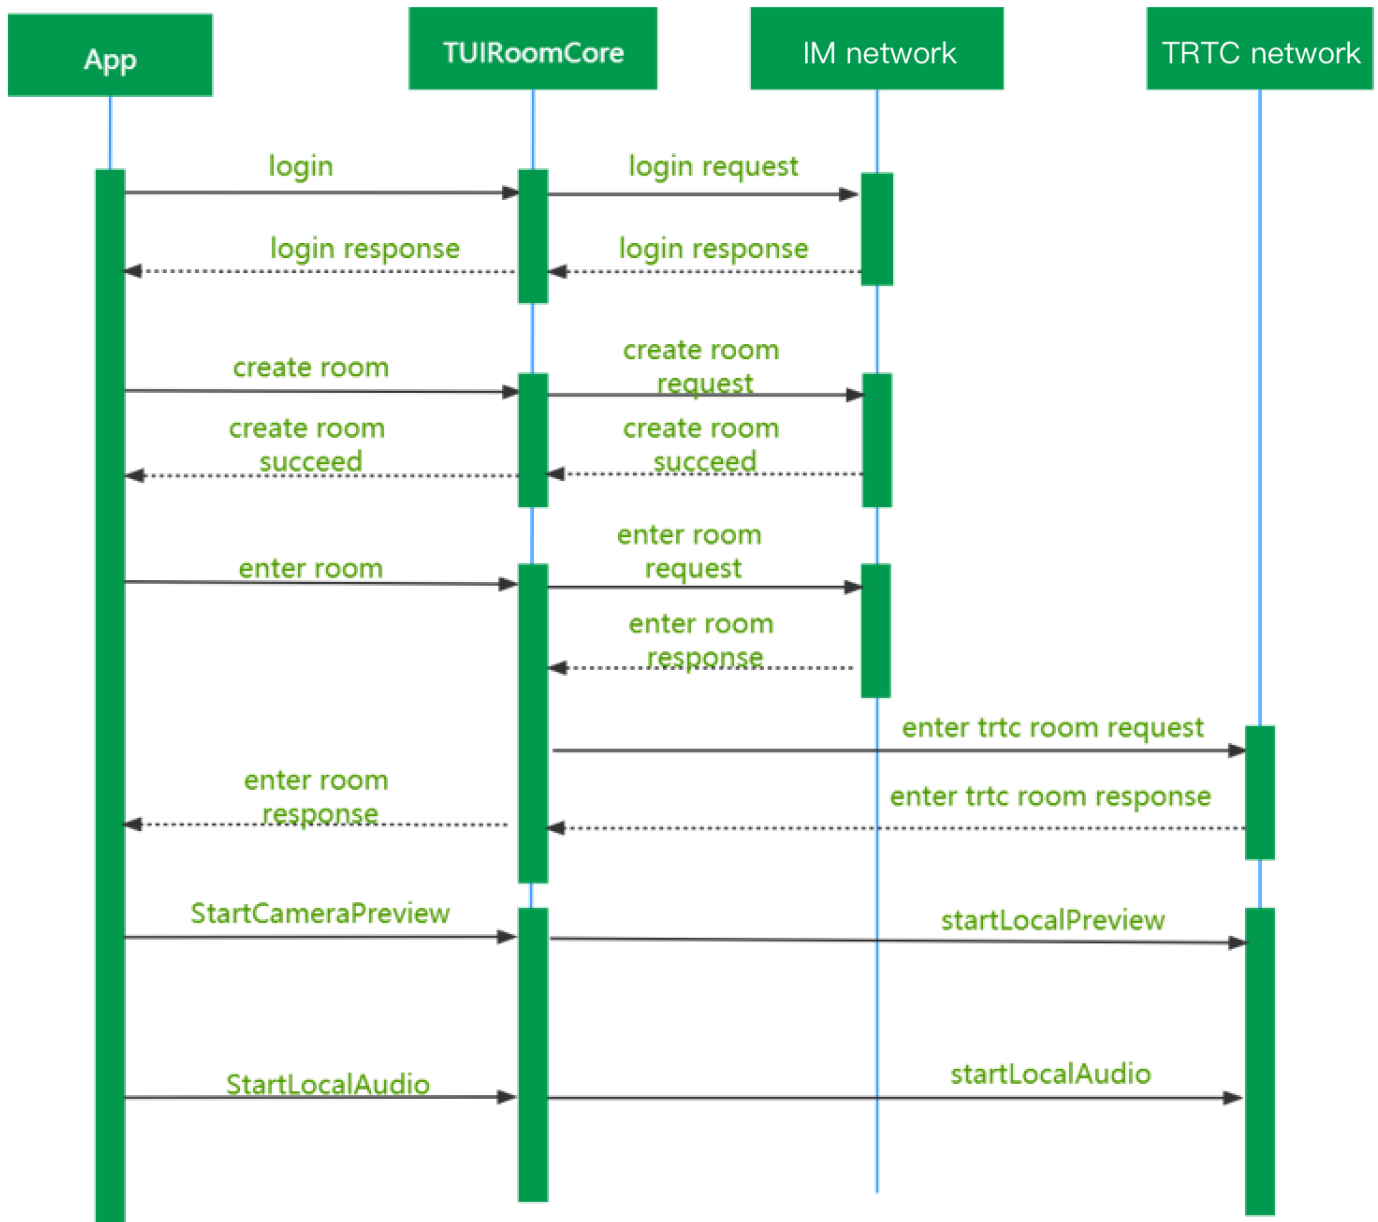 App
TUIRoomCore
IM network
TRTC network
login
login request
login response
login response
create room
create room
request
create room
succeed
create room
succeed
enter room
enter room
request
enter room
response
enter trtc room request
enter room
response
enter trtc room response
StartCameraPreview
startLocalPreview
StartLocalAudio
startLocalAudio